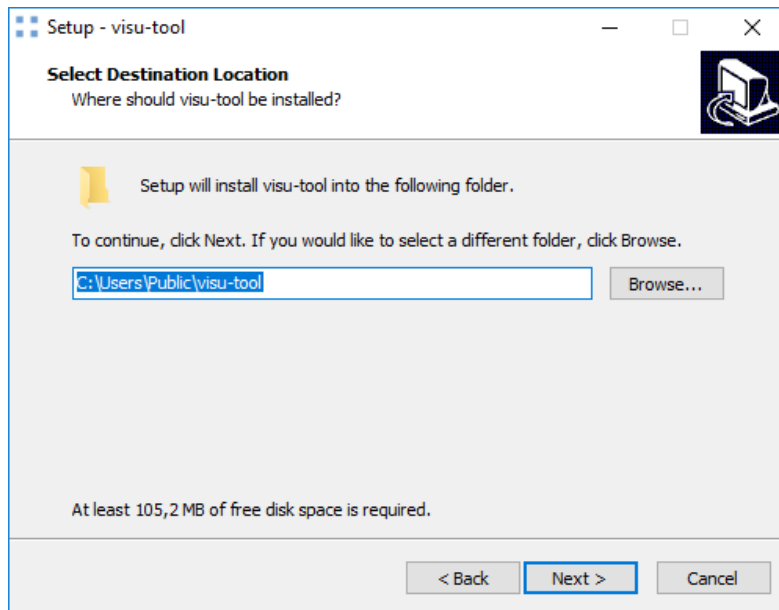 Setup - visu-tool
Select Destination Location
Where should visu-tool be installed?
Setup will install visu-tool into the following folder.
To continue, click Next. If you would like to select a different folder, click Browse.
C:\Users\Public\visu-tool
Browse...
At least 105,2 MB of free disk space is required.
< Back
Next >
Cancel